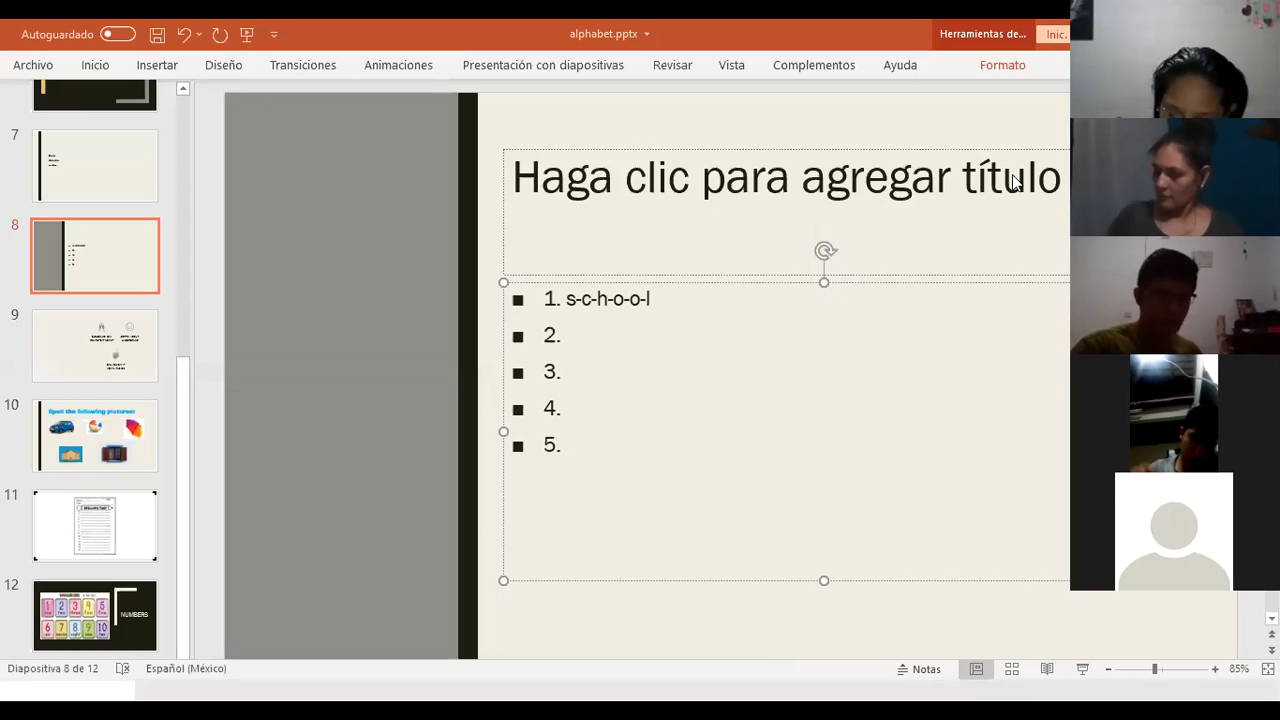 Autoguardado
alphabet.pptx
Herramientas de...
Inic.
Archivo Inicio Insertar Diseño Transiciones Animaciones Presentación con diapositivas Revisar Vista Complementos Ayuda Formato
7
8
9
10
Spell the following pictures:
11
12
NUMBERS
Haga clic para agregar título
1. s-c-h-o-o-l
2.
3.
4.
5.
Diapositiva 8 de 12 Español (México) Notas 85%